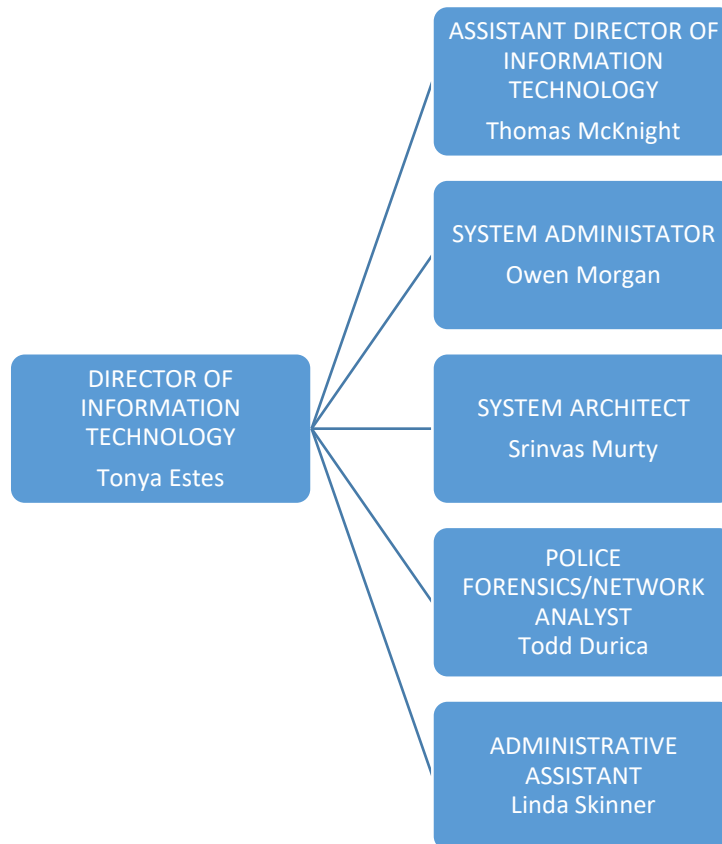 ASSISTANT DIRECTOR OF
INFORMATION
TECHNOLOGY
Thomas McKnight
SYSTEM ADMINISTATOR
Owen Morgan
DIRECTOR OF
INFORMATION
TECHNOLOGY
Tonya Estes
SYSTEM ARCHITECT
Srinvas Murty
POLICE
FORENSICS/NETWORK
ANALYST
Todd Durica
ADMINISTRATIVE
ASSISTANT
Linda Skinner